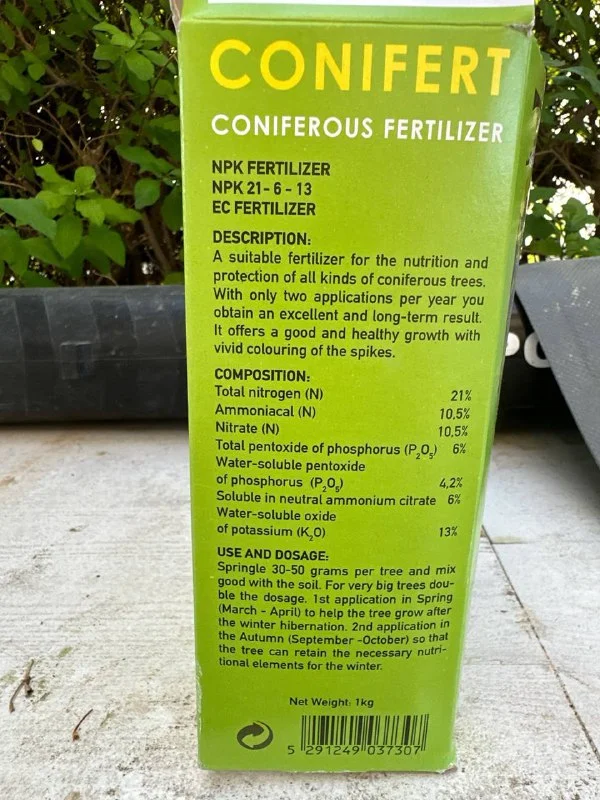 CONIFERT
CONIFEROUS FERTILIZER
NPK FERTILIZER
NPK 21- 6 - 13
EC FERTILIZER
DESCRIPTION:
A suitable fertilizer for the nutrition and
protection of all kinds of coniferous trees.
With only two applications per year you
obtain an excellent and long-term result.
It offers a good and healthy growth with
vivid colouring of the spikes.
COMPOSITION:
Total nitrogen (N) 21%
Ammoniacal (N) 10,5%
Nitrate (N) 10,5%
Total pentoxide of phosphorus (P₂O₅) 6%
Water-soluble pentoxide
of phosphorus (P₂O₅) 4,2%
Soluble in neutral ammonium citrate 6%
Water-soluble oxide
of potassium (K₂O) 13%
USE AND DOSAGE:
Springle 30-50 grams per tree and mix
good with the soil. For very big trees dou-
ble the dosage. 1st application in Spring
(March - April) to help the tree grow after
the winter hibernation. 2nd application in
the Autumn (September -October) so that
the tree can retain the necessary nutri-
tional elements for the winter.
Net Weight: 1kg
5 291249 037307